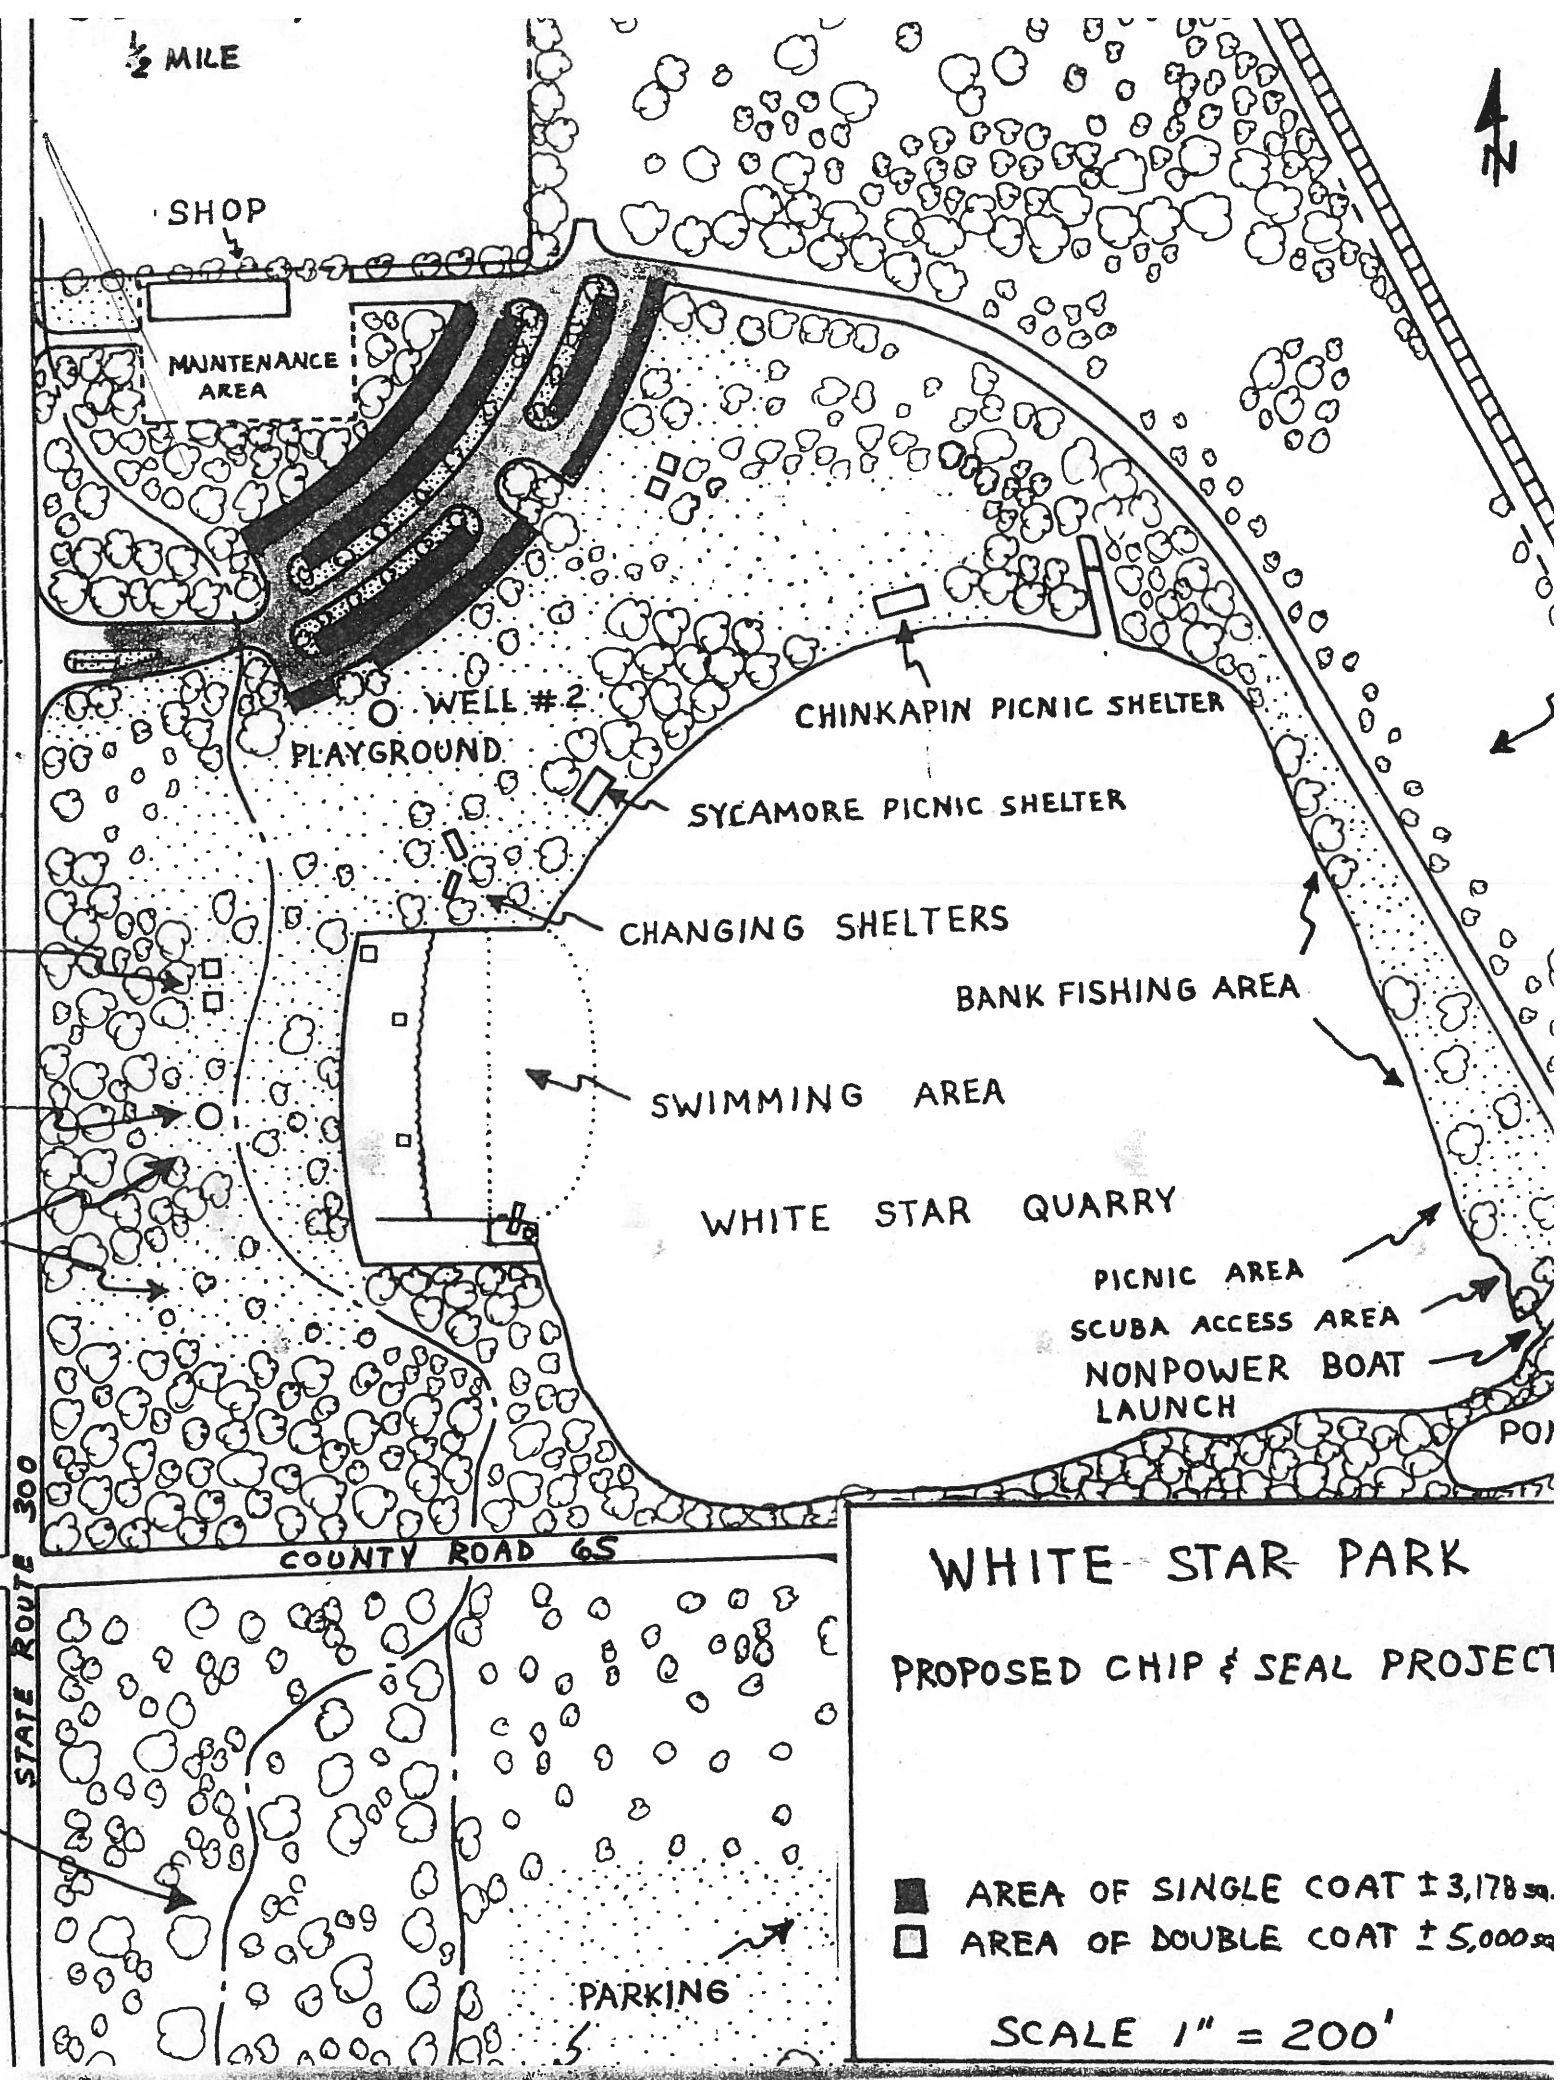 ½ MILE
N
SHOP
MAINTENANCE
AREA
WELL #2
PLAYGROUND
CHINKAPIN PICNIC SHELTER
SYCAMORE PICNIC SHELTER
CHANGING SHELTERS
BANK FISHING AREA
SWIMMING AREA
WHITE STAR QUARRY
PICNIC AREA
SCUBA ACCESS AREA
NONPOWER BOAT
LAUNCH
STATE ROUTE 300
COUNTY ROAD 65
WHITE STAR PARK
PROPOSED CHIP & SEAL PROJECT
AREA OF SINGLE COAT ± 3,178 sq.
AREA OF DOUBLE COAT ± 5,000 sq
PARKING
SCALE 1" = 200'